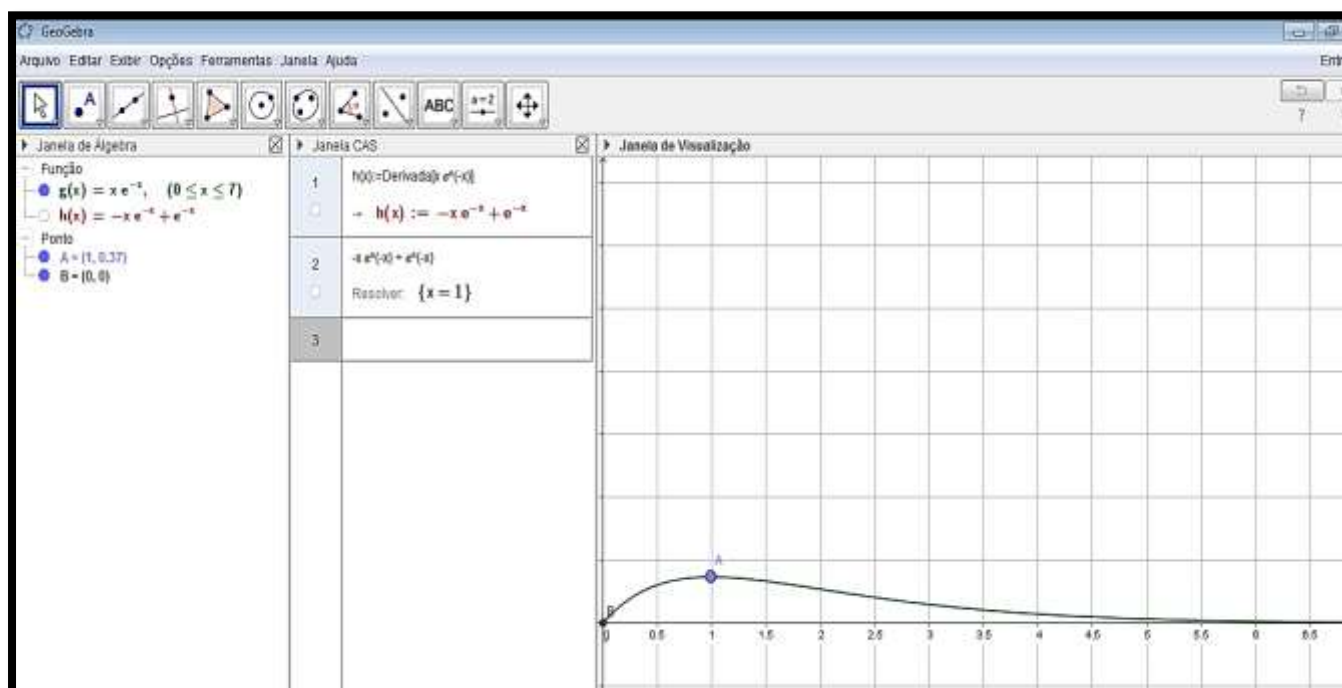 GeoGebra
Arquivo Editar Exibir Opções Ferramentas Janela Ajuda
A
ABC
a=2
?
Janela de Álgebra
Função
g(x) = x e^{-x}, (0 ≤ x ≤ 7)
h(x) = -x e^{-x} + e^{-x}
Ponto
A = (1, 0.37)
B = (0, 0)
Janela CAS
1
h(x):=Derivada[x e^(-x)]
→ h(x) := -x e^{-x} + e^{-x}
2
-x e^(-x) + e^(-x)
Resolver: {x = 1}
3
Janela de Visualização
A
B
0 0.5 1 1.5 2 2.5 3 3.5 4 4.5 5 5.5 6 6.5